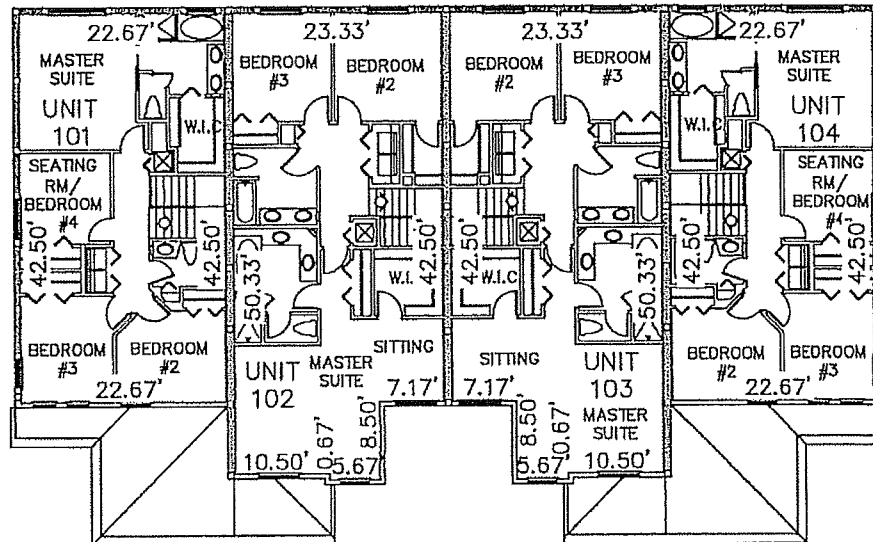 22.67'
23.33'
23.33'
22.67'
MASTER
SUITE
UNIT
101
BEDROOM
#3
BEDROOM
#2
BEDROOM
#2
BEDROOM
#3
MASTER
SUITE
UNIT
104
W.I.C
W.I.C
SEATING
RM/
BEDROOM
#4
SEATING
RM/
BEDROOM
#4
42.50'
42.50'
50.33'
42.50'
42.50'
50.33'
42.50'
42.50'
W.I.
W.I.C
BEDROOM
#3
BEDROOM
#2
22.67'
UNIT
102
MASTER
SUITE
SITTING
7.17'
SITTING
7.17'
UNIT
103
MASTER
SUITE
BEDROOM
#2
BEDROOM
#3
22.67'
10.50'
0.67'
5.67'
8.50'
8.50'
5.67'
0.67'
10.50'